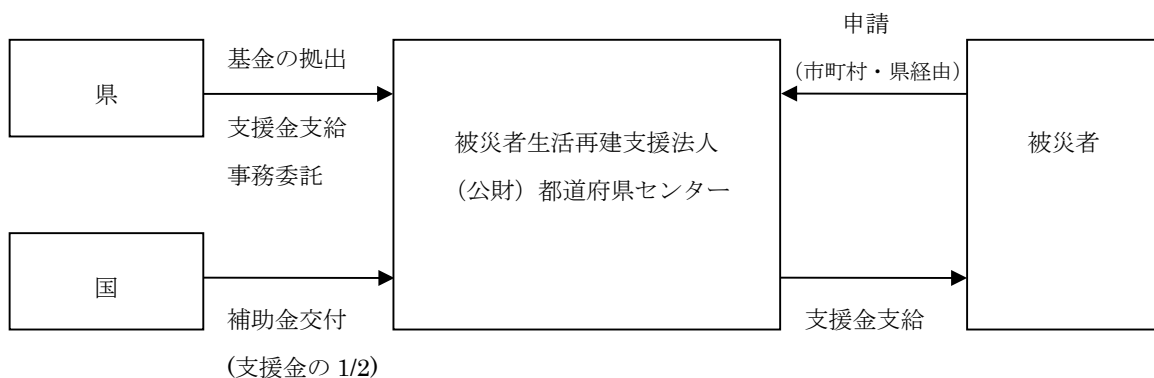 県
基金の拠出
支援金支給
事務委託
国
補助金交付
(支援金の 1/2)
被災者生活再建支援法人
（公財）都道府県センター
申請
（市町村・県経由）
支援金支給
被災者